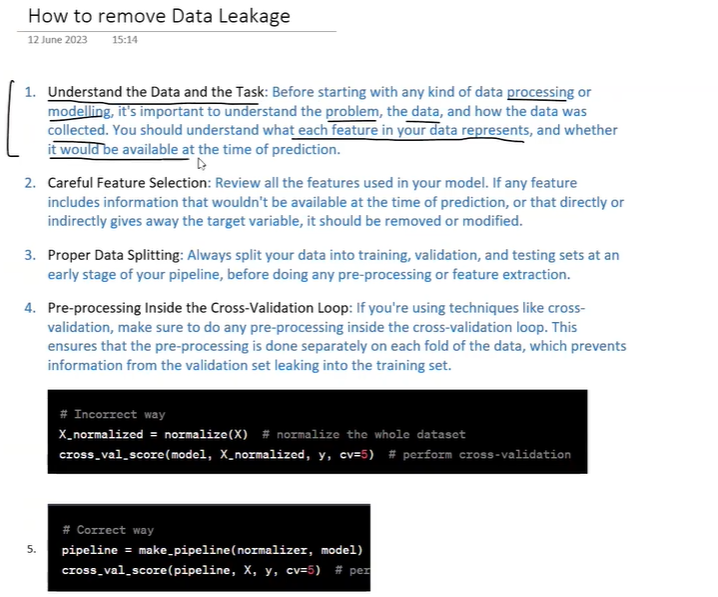 How to remove Data Leakage
12 June 2023 15:14
1. Understand the Data and the Task: Before starting with any kind of data processing or
modelling, it's important to understand the problem, the data, and how the data was
collected. You should understand what each feature in your data represents, and whether
it would be available at the time of prediction.
2. Careful Feature Selection: Review all the features used in your model. If any feature
includes information that wouldn't be available at the time of prediction, or that directly or
indirectly gives away the target variable, it should be removed or modified.
3. Proper Data Splitting: Always split your data into training, validation, and testing sets at an
early stage of your pipeline, before doing any pre-processing or feature extraction.
4. Pre-processing Inside the Cross-Validation Loop: If you're using techniques like cross-
validation, make sure to do any pre-processing inside the cross-validation loop. This
ensures that the pre-processing is done separately on each fold of the data, which prevents
information from the validation set leaking into the training set.
# Incorrect way
X_normalized = normalize(X) # normalize the whole dataset
cross_val_score(model, X_normalized, y, cv=5) # perform cross-validation
# Correct way
5. pipeline = make_pipeline(normalizer, model)
cross_val_score(pipeline, X, y, cv=5) # per